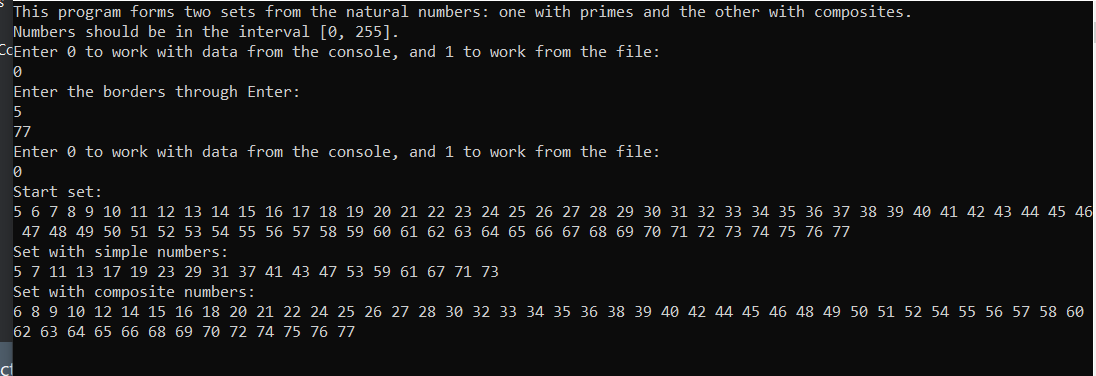 This program forms two sets from the natural numbers: one with primes and the other with composites.
Numbers should be in the interval [0, 255].
Enter 0 to work with data from the console, and 1 to work from the file:
0
Enter the borders through Enter:
5
77
Enter 0 to work with data from the console, and 1 to work from the file:
0
Start set:
5 6 7 8 9 10 11 12 13 14 15 16 17 18 19 20 21 22 23 24 25 26 27 28 29 30 31 32 33 34 35 36 37 38 39 40 41 42 43 44 45 46
47 48 49 50 51 52 53 54 55 56 57 58 59 60 61 62 63 64 65 66 67 68 69 70 71 72 73 74 75 76 77
Set with simple numbers:
5 7 11 13 17 19 23 29 31 37 41 43 47 53 59 61 67 71 73
Set with composite numbers:
6 8 9 10 12 14 15 16 18 20 21 22 24 25 26 27 28 30 32 33 34 35 36 38 39 40 42 44 45 46 48 49 50 51 52 54 55 56 57 58 60
62 63 64 65 66 68 69 70 72 74 75 76 77